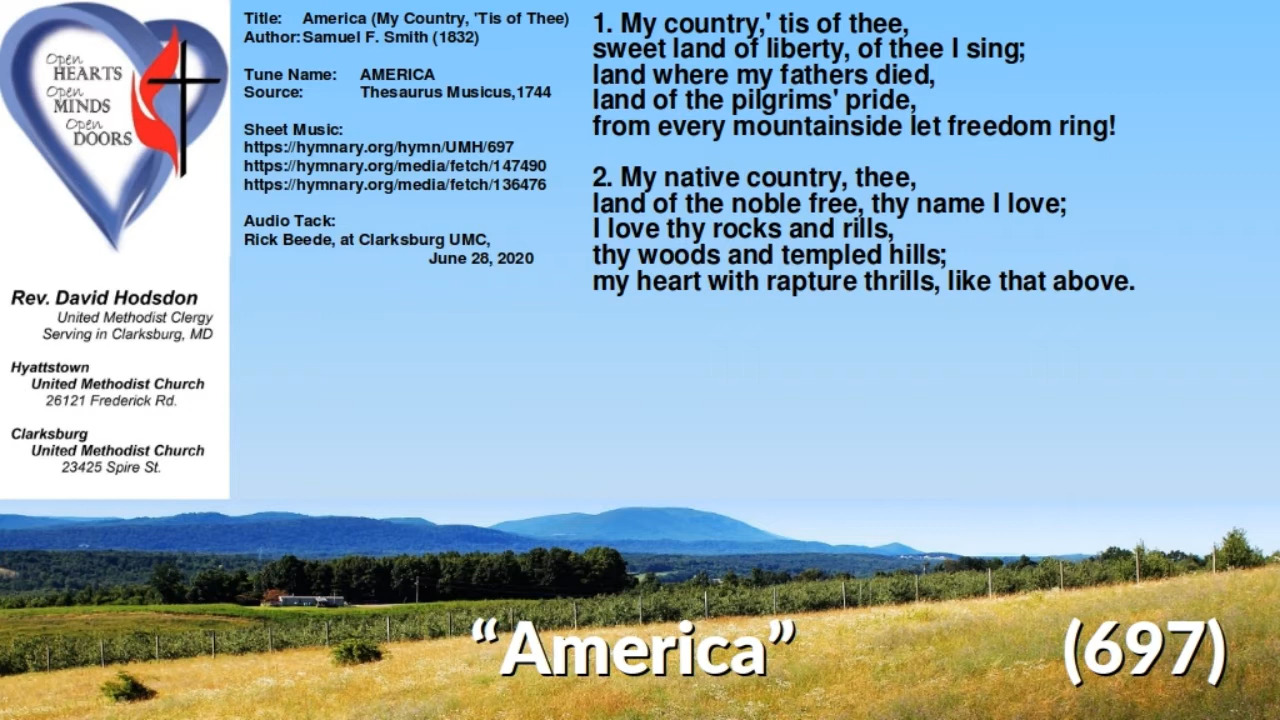 Open
HEARTS
Open
MINDS
Open
DOORS
Rev. David Hodsdon
United Methodist Clergy
Serving in Clarksburg, MD
Hyattstown
United Methodist Church
26121 Frederick Rd.
Clarksburg
United Methodist Church
23425 Spire St.
Title: America (My Country, 'Tis of Thee)
Author: Samuel F. Smith (1832)
Tune Name: AMERICA
Source: Thesaurus Musicus,1744
Sheet Music:
https://hymnary.org/hymn/UMH/697
https://hymnary.org/media/fetch/147490
https://hymnary.org/media/fetch/136476
Audio Tack:
Rick Beede, at Clarksburg UMC,
June 28, 2020
1. My country,' tis of thee,
sweet land of liberty, of thee I sing;
land where my fathers died,
land of the pilgrims' pride,
from every mountainside let freedom ring!
2. My native country, thee,
land of the noble free, thy name I love;
I love thy rocks and rills,
thy woods and templed hills;
my heart with rapture thrills, like that above.
“America” (697)